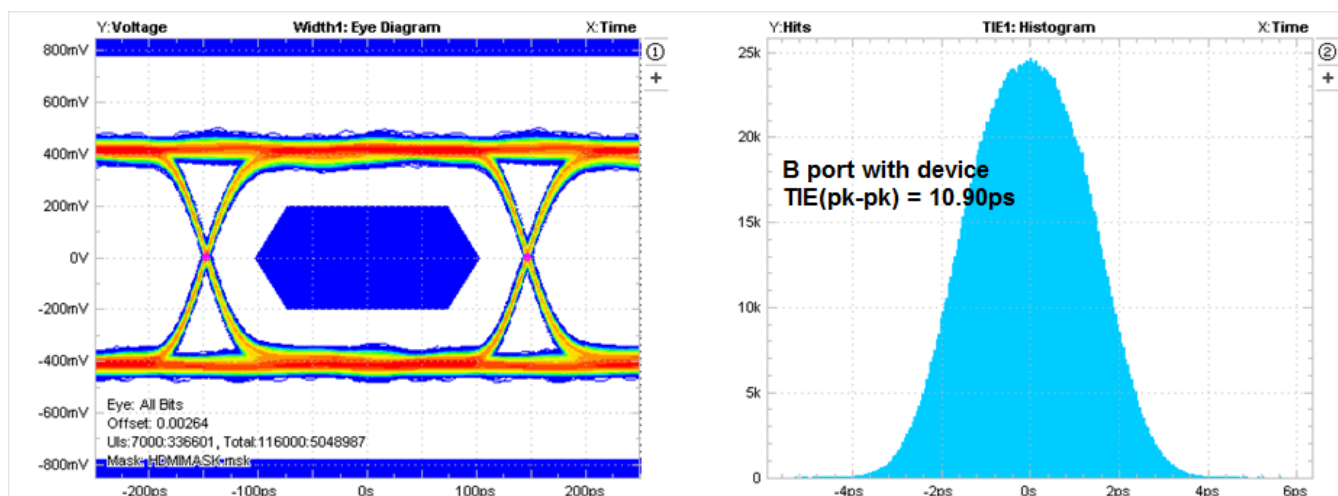 Y:Voltage Width1: Eye Diagram X:Time
800mV
600mV
400mV
200mV
0V
-200mV
-400mV
-600mV
-800mV
Eye: All Bits
Offset: 0.00264
UIs:7000:336601, Total:116000:5048987
Mask: HDMIMASK.msk
-200ps -100ps 0s 100ps 200ps
1
+
Y:Hits TIE1: Histogram X:Time
25k
20k
15k
10k
5k
0
B port with device
TIE(pk-pk) = 10.90ps
-4ps -2ps 0s 2ps 4ps 6ps
2
+